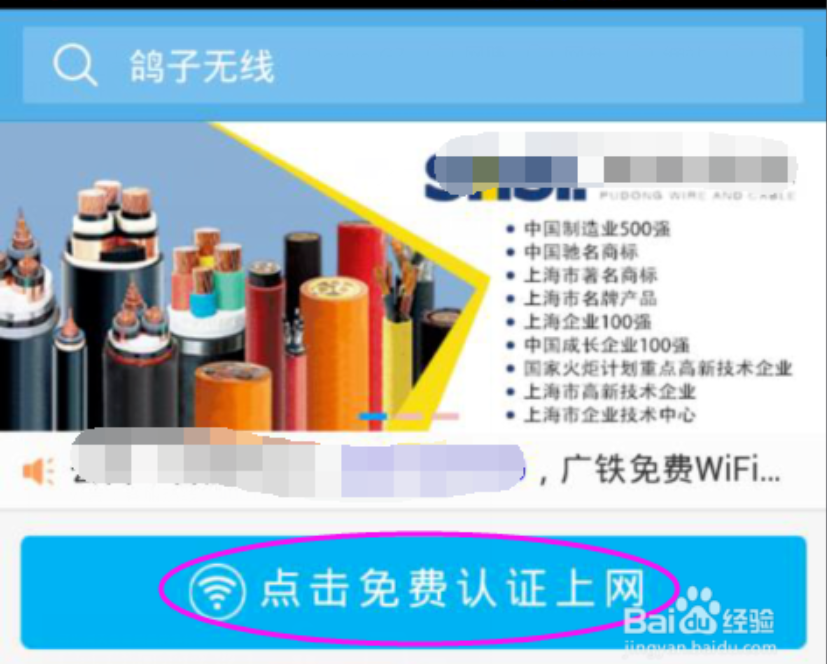 鸽子无线
PUDONG WIRE AND CABLE
中国制造业500强
中国驰名商标
上海市著名商标
上海市名牌产品
上海企业100强
中国成长企业100强
国家火炬计划重点高新技术企业
上海市高新技术企业
上海市企业技术中心
，广铁免费WiFi...
点击免费认证上网
Baidu经验
jingyan.baidu.com